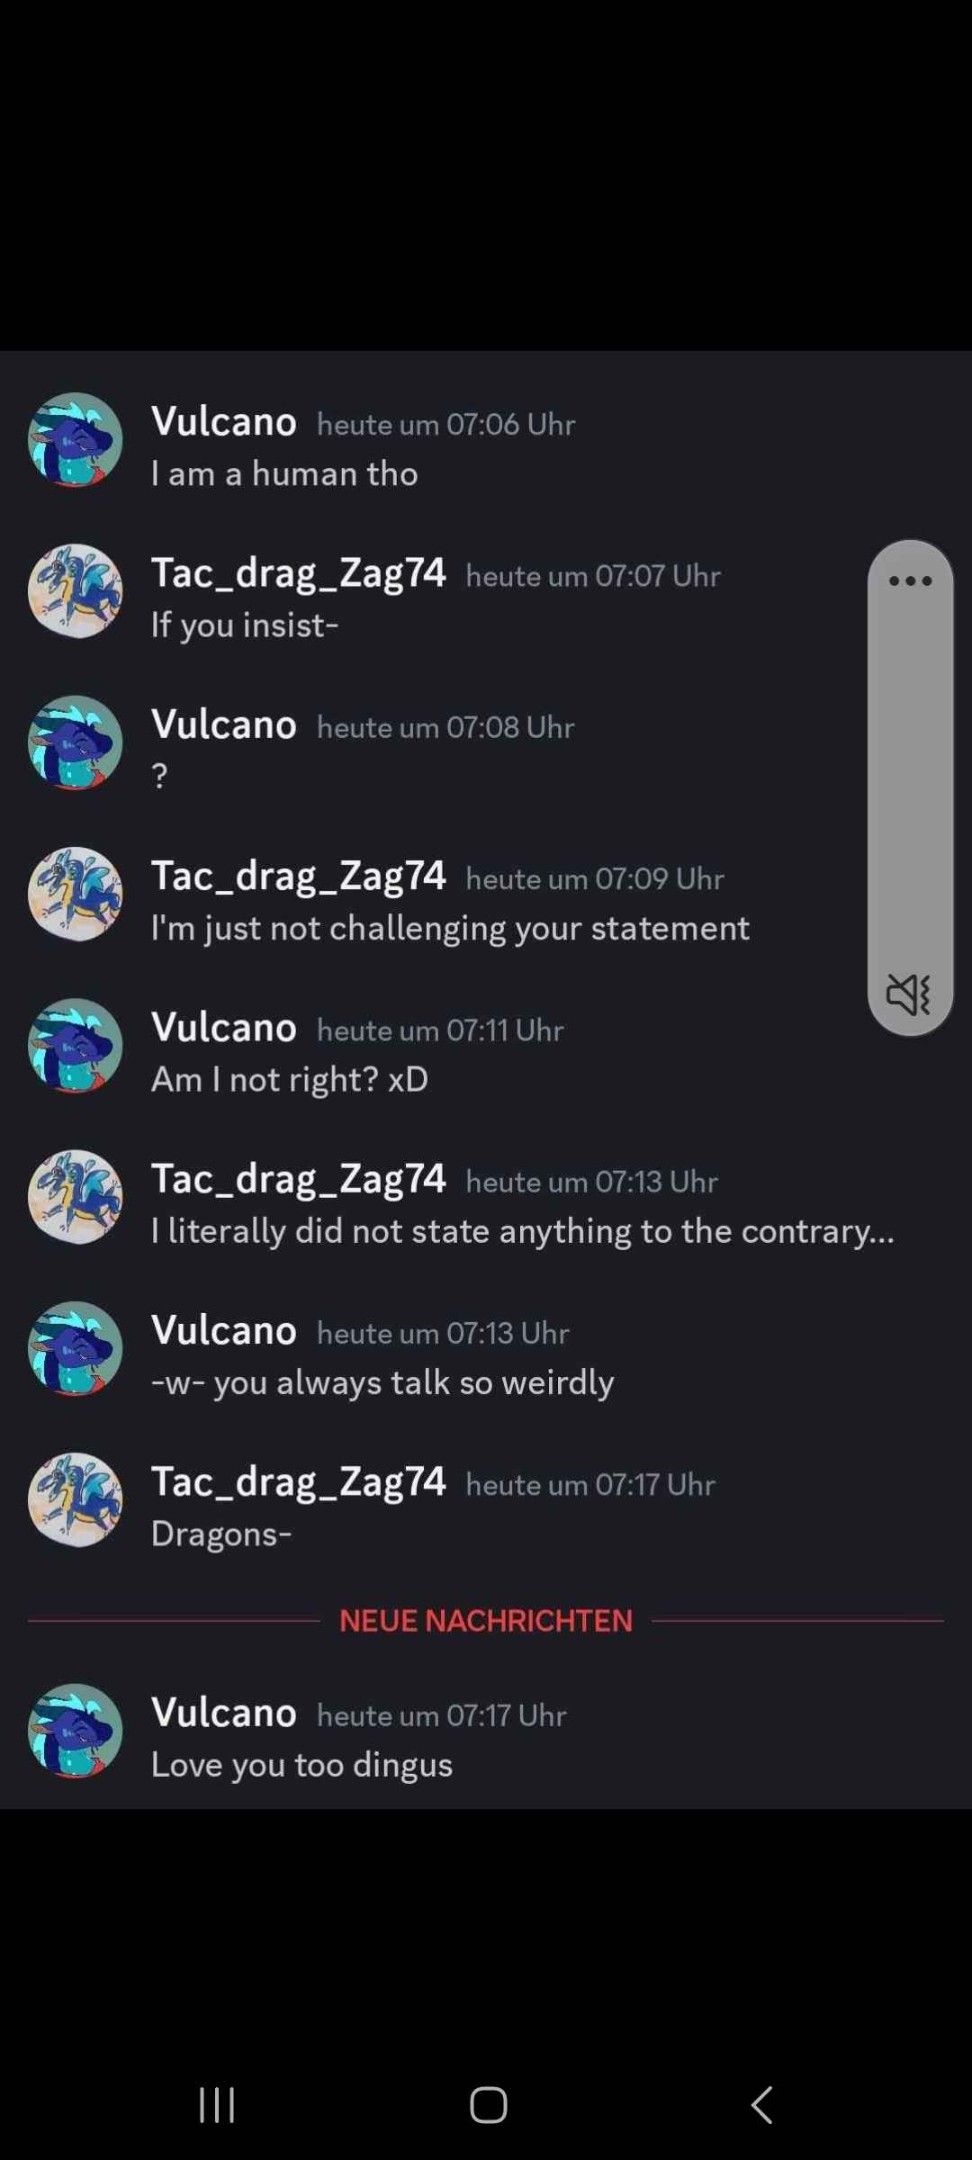 Vulcano heute um 07:06 Uhr
I am a human tho
Tac_drag_Zag74 heute um 07:07 Uhr
If you insist-
Vulcano heute um 07:08 Uhr
?
Tac_drag_Zag74 heute um 07:09 Uhr
I'm just not challenging your statement
Vulcano heute um 07:11 Uhr
Am I not right? xD
Tac_drag_Zag74 heute um 07:13 Uhr
I literally did not state anything to the contrary...
Vulcano heute um 07:13 Uhr
-w- you always talk so weirdly
Tac_drag_Zag74 heute um 07:17 Uhr
Dragons-
NEUE NACHRICHTEN
Vulcano heute um 07:17 Uhr
Love you too dingus